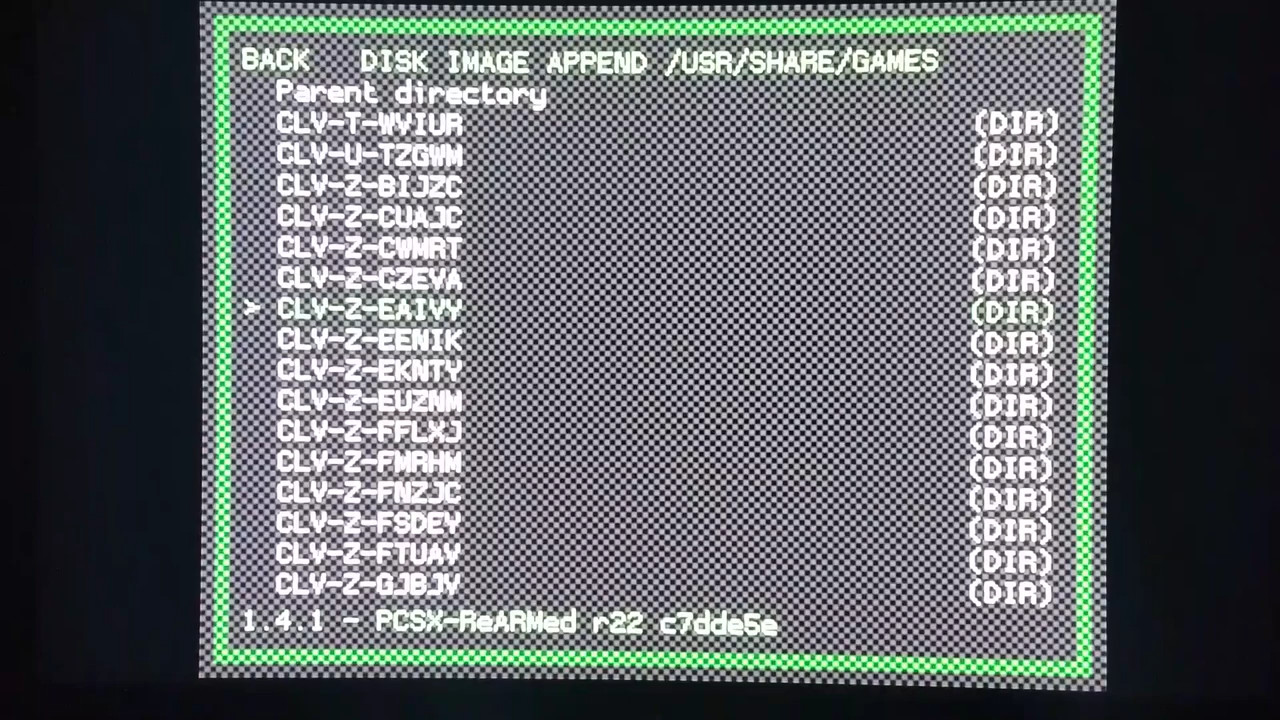 BACK DISK IMAGE APPEND /USR/SHARE/GAMES
Parent directory
CLV-T-WVIUR (DIR)
CLV-U-TZGWM (DIR)
CLV-Z-BIJZC (DIR)
CLV-Z-CUAJC (DIR)
CLV-Z-CWMRT (DIR)
CLV-Z-CZEVA (DIR)
> CLV-Z-EAIVY (DIR)
CLV-Z-EENIK (DIR)
CLV-Z-EKNTY (DIR)
CLV-Z-EUZNM (DIR)
CLV-Z-FFLXJ (DIR)
CLV-Z-FMRHM (DIR)
CLV-Z-FNZJC (DIR)
CLV-Z-FSDEY (DIR)
CLV-Z-FTUAV (DIR)
CLV-Z-GJBJV (DIR)
1.4.1 - PCSX-ReARMed r22 c7dde5e